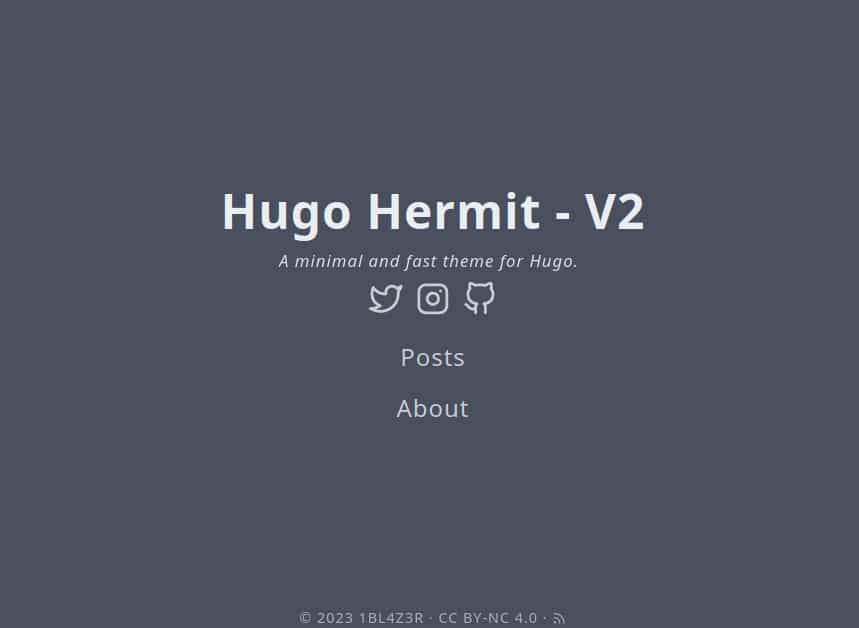 Hugo Hermit - V2
A minimal and fast theme for Hugo.
Posts
About
© 2023 1BL4Z3R · CC BY-NC 4.0 ·